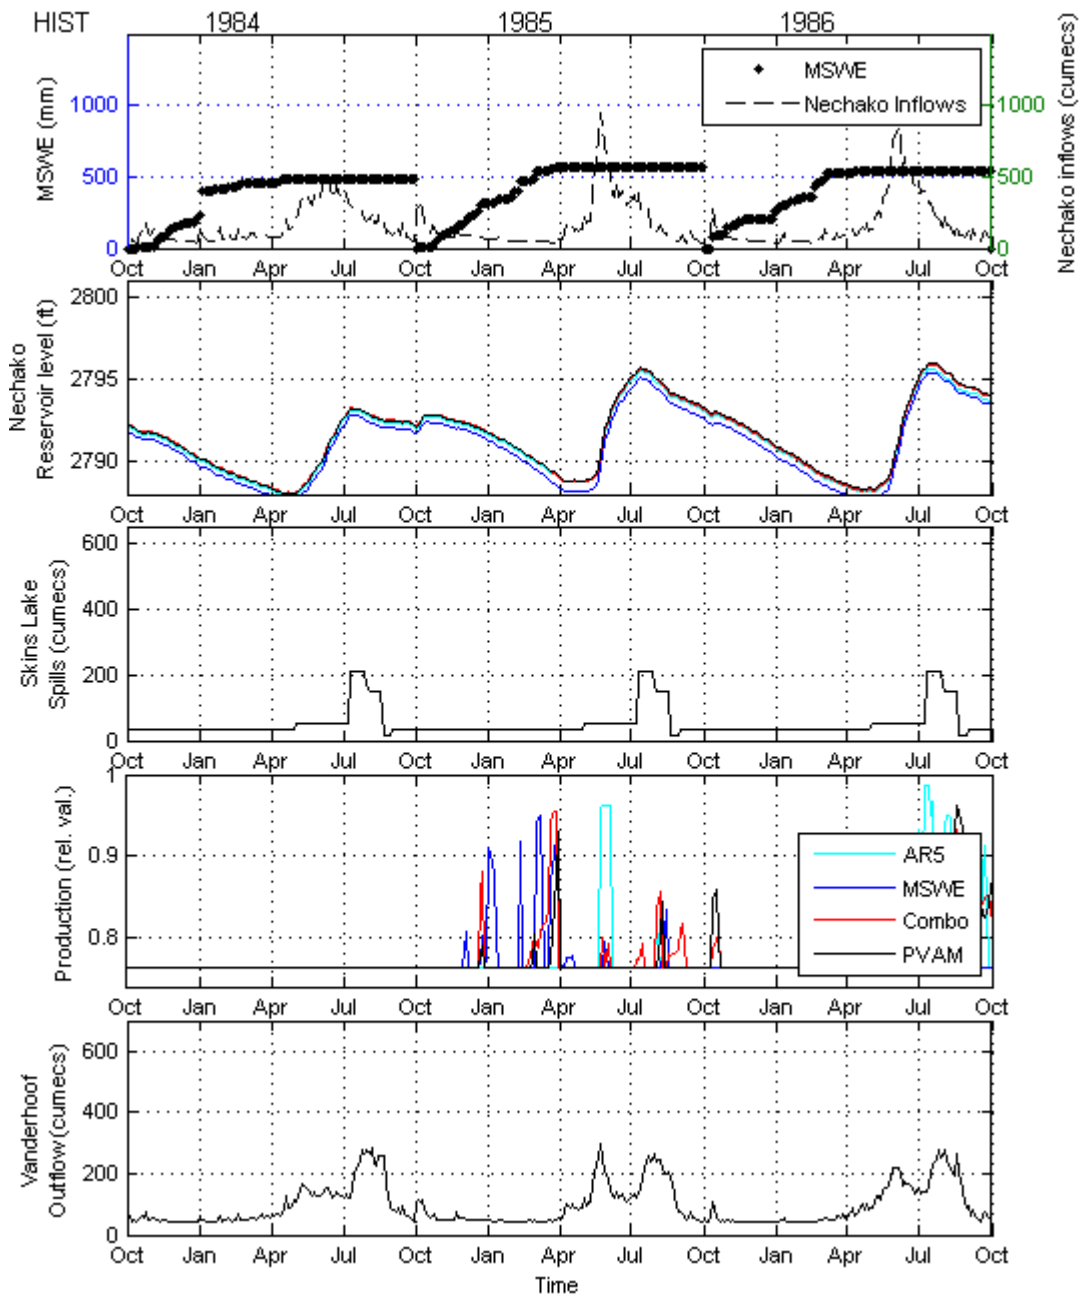 HIST 1984 1985 1986
MSWE (mm)
1000
500
0
MSWE
Nechako Inflows
1000
500
0
Nechako inflows (cumecs)
Oct Jan Apr Jul Oct Jan Apr Jul Oct Jan Apr Jul Oct
Nechako
Reservoir level (ft)
2800
2795
2790
Oct Jan Apr Jul Oct Jan Apr Jul Oct Jan Apr Jul Oct
Skins Lake
Spills (cumecs)
600
400
200
0
Oct Jan Apr Jul Oct Jan Apr Jul Oct Jan Apr Jul Oct
Production (rel. val.)
1
0.9
0.8
AR5
MSWE
Combo
PVAM
Oct Jan Apr Jul Oct Jan Apr Jul Oct Jan Apr Jul Oct
Vanderhoof
Outflow (cumecs)
600
400
200
0
Oct Jan Apr Jul Oct Jan Apr Jul Oct Jan Apr Jul Oct
Time